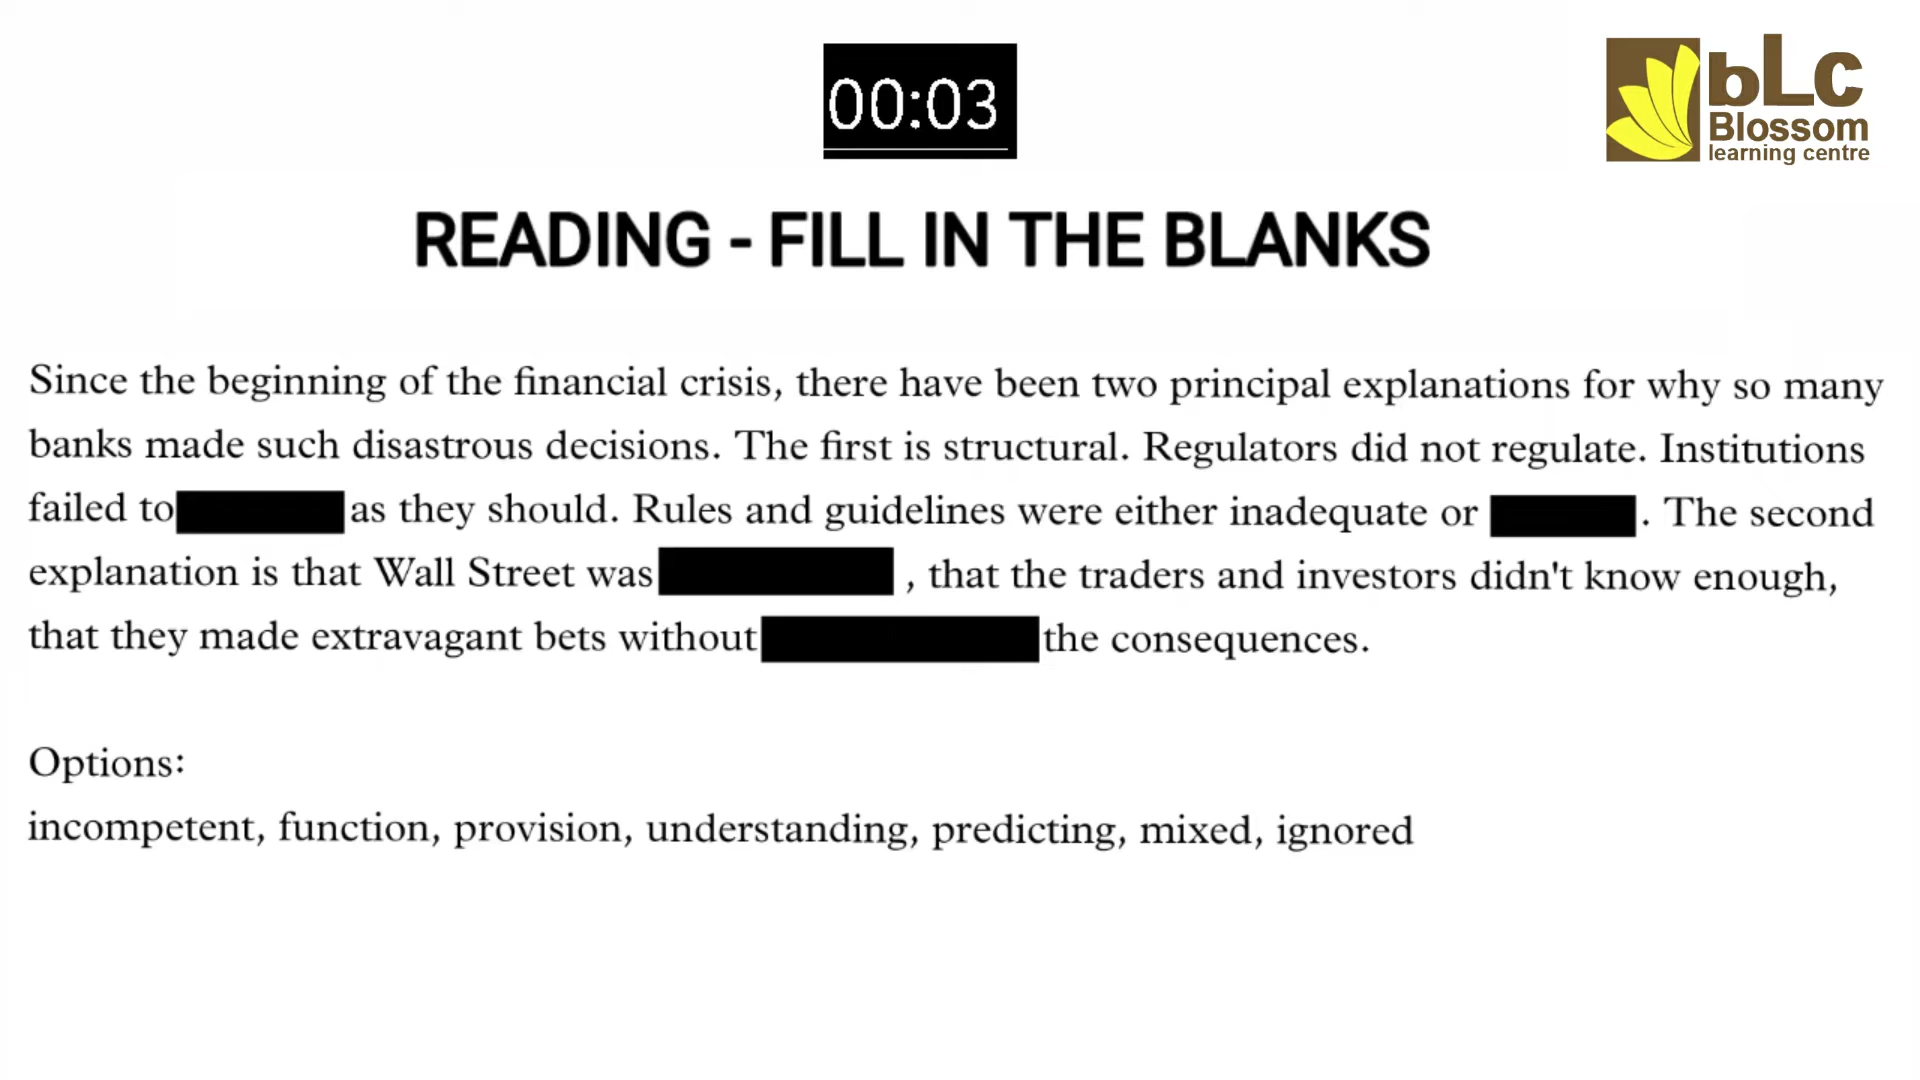 00:03
bLc
Blossom
learning centre
READING - FILL IN THE BLANKS
Since the beginning of the financial crisis, there have been two principal explanations for why so many
banks made such disastrous decisions. The first is structural. Regulators did not regulate. Institutions
failed to as they should. Rules and guidelines were either inadequate or . The second
explanation is that Wall Street was , that the traders and investors didn't know enough,
that they made extravagant bets without the consequences.
Options:
incompetent, function, provision, understanding, predicting, mixed, ignored